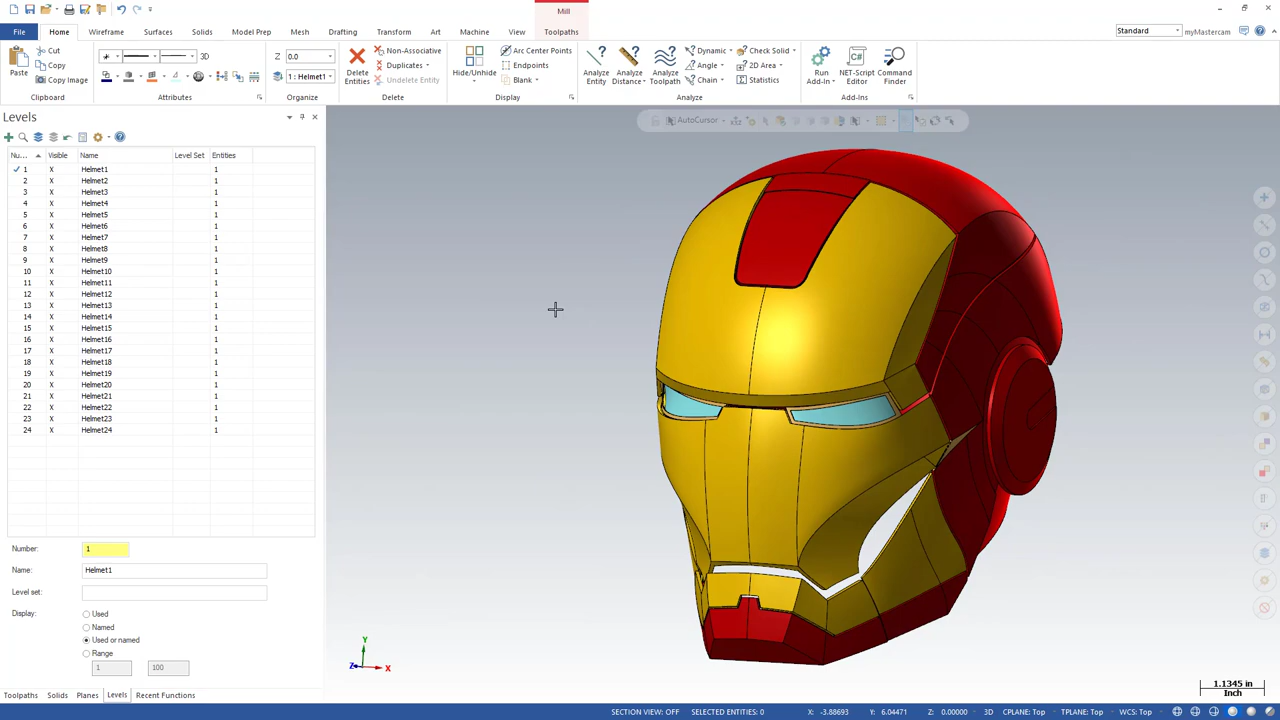 Mill
File Home Wireframe Surfaces Solids Model Prep Mesh Drafting Transform Art Machine View Toolpaths
Standard myMastercam
Paste Cut Copy Copy Image
Clipboard
3D
Attributes
Z 0.0
1 : Helmet1
Organize
Delete Entities Non-Associative Duplicates Undelete Entity
Delete
Hide/Unhide Arc Center Points Endpoints Blank
Display
Analyze Entity Analyze Distance Analyze Toolpath Dynamic Angle Chain Check Solid 2D Area Statistics
Analyze
Run Add-In NET-Script Editor Command Finder
Add-Ins
Levels
AutoCursor
Nu... Visible Name Level Set Entities
1 X Helmet1 1
2 X Helmet2 1
3 X Helmet3 1
4 X Helmet4 1
5 X Helmet5 1
6 X Helmet6 1
7 X Helmet7 1
8 X Helmet8 1
9 X Helmet9 1
10 X Helmet10 1
11 X Helmet11 1
12 X Helmet12 1
13 X Helmet13 1
14 X Helmet14 1
15 X Helmet15 1
16 X Helmet16 1
17 X Helmet17 1
18 X Helmet18 1
19 X Helmet19 1
20 X Helmet20 1
21 X Helmet21 1
22 X Helmet22 1
23 X Helmet23 1
24 X Helmet24 1
Number: 1
Name: Helmet1
Level set:
Display: Used
Named
Used or named
Range
1 100
Y
Z X
1.1345 in
Inch
Toolpaths Solids Planes Levels Recent Functions
SECTION VIEW: OFF SELECTED ENTITIES: 0 X: -3.88693 Y: 6.04471 Z: 0.00000 3D CPLANE: Top TPLANE: Top WCS: Top